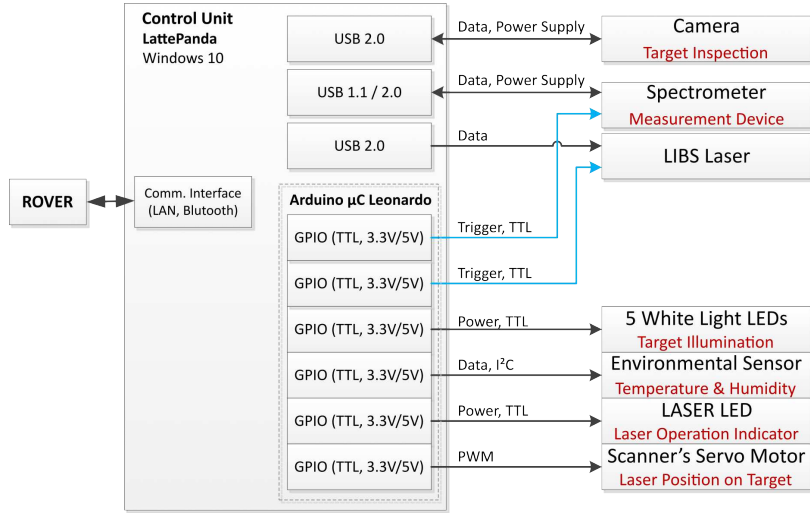 Control Unit
LattePanda
Windows 10
USB 2.0
Data, Power Supply
Camera
Target Inspection
USB 1.1 / 2.0
Data, Power Supply
Spectrometer
Measurement Device
USB 2.0
Data
LIBS Laser
ROVER
Comm. Interface
(LAN, Blutooth)
Arduino µC Leonardo
GPIO (TTL, 3.3V/5V)
Trigger, TTL
GPIO (TTL, 3.3V/5V)
Trigger, TTL
GPIO (TTL, 3.3V/5V)
Power, TTL
5 White Light LEDs
Target Illumination
GPIO (TTL, 3.3V/5V)
Data, I²C
Environmental Sensor
Temperature & Humidity
GPIO (TTL, 3.3V/5V)
Power, TTL
LASER LED
Laser Operation Indicator
GPIO (TTL, 3.3V/5V)
PWM
Scanner's Servo Motor
Laser Position on Target